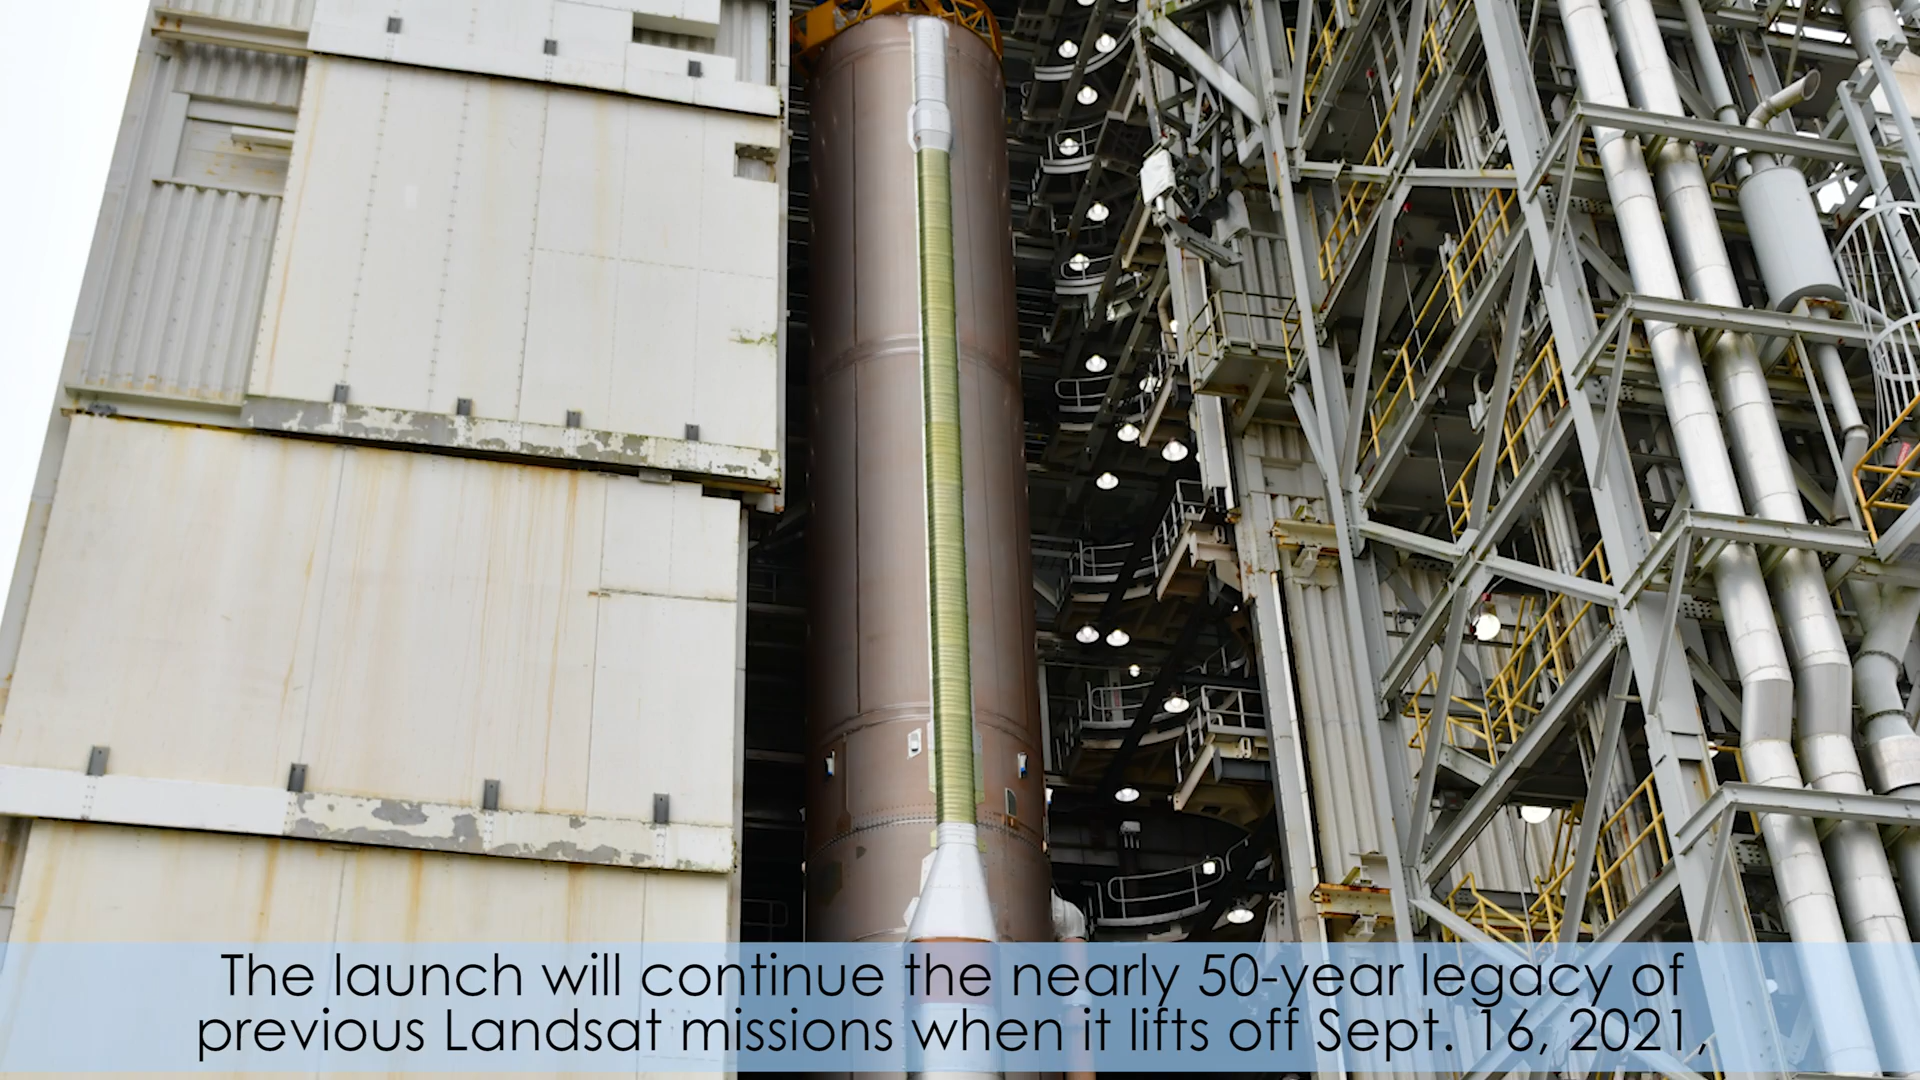 The launch will continue the nearly 50-year legacy of
previous Landsat missions when it lifts off Sept. 16, 2021,